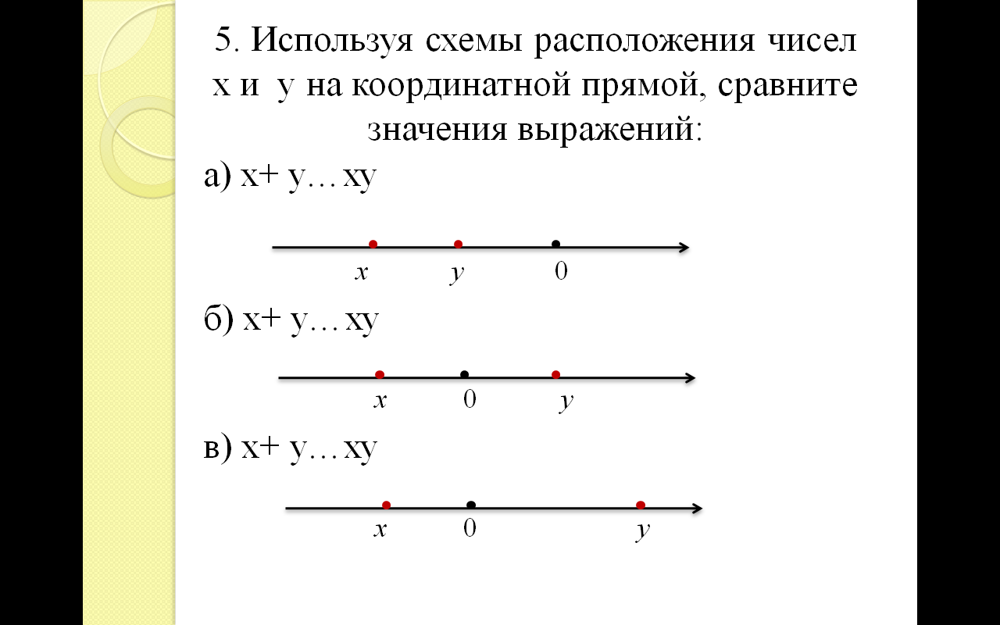 5. Используя схемы расположения чисел
х и у на координатной прямой, сравните
значения выражений:
а) х+ у…ху
x y 0
б) х+ у…ху
x 0 y
в) х+ у…ху
x 0 y